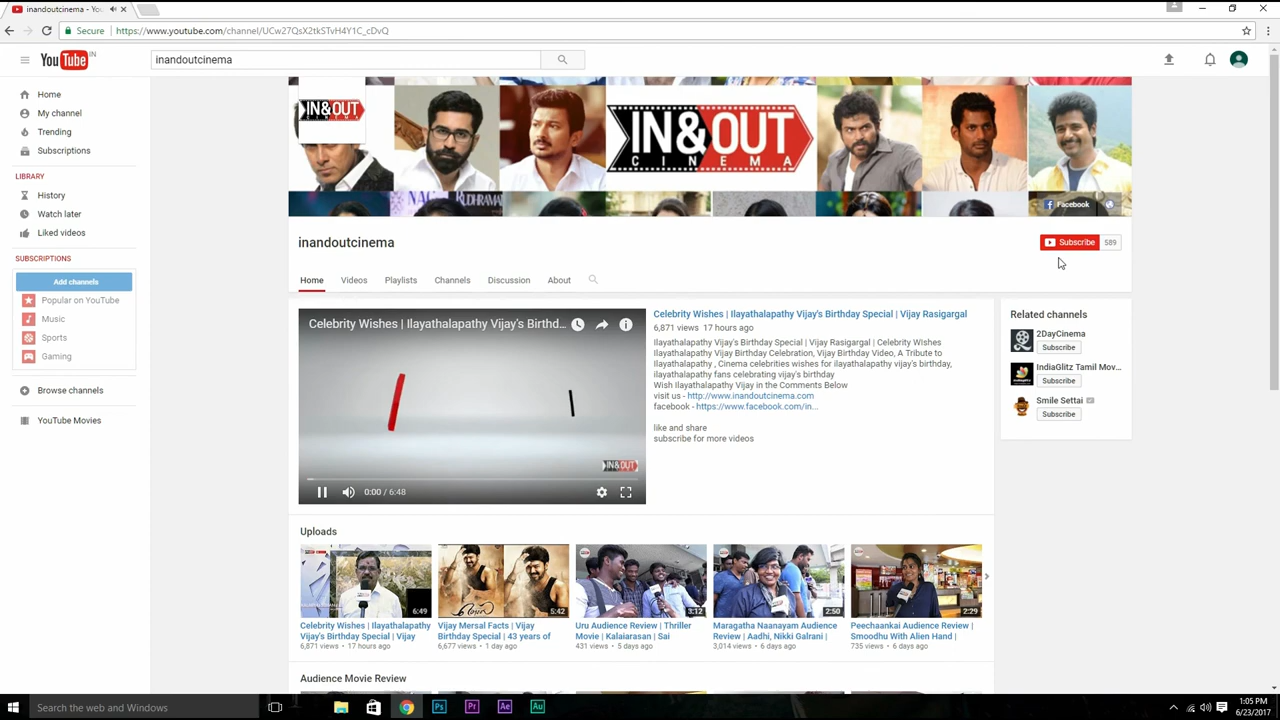 inandoutcinema - You
Secure
https://www.youtube.com/channel/UCw27QsX2tkSTvH4Y1C_cDvQ
YouTube IN
inandoutcinema
Home
My channel
Trending
Subscriptions
LIBRARY
History
Watch later
Liked videos
SUBSCRIPTIONS
Add channels
Popular on YouTube
Music
Sports
Gaming
Browse channels
YouTube Movies
IN&OUT
CINEMA
IN&OUT
CINEMA
Facebook
inandoutcinema
Subscribe 589
Home Videos Playlists Channels Discussion About
Celebrity Wishes | Ilayathalapathy Vijay's Birthd...
IN&OUT
0:00 / 6:48
Celebrity Wishes | Ilayathalapathy Vijay's Birthday Special | Vijay Rasigargal
6,871 views 17 hours ago
Ilayathalapathy Vijay's Birthday Special | Vijay Rasigargal | Celebrity Wishes
Ilayathalapathy Vijay Birthday Celebration, Vijay Birthday Video, A Tribute to
ilayathalapathy , Cinema celebrities wishes for ilayathalapathy vijay's birthday,
ilayathalapathy fans celebrating vijay's birthday
Wish Ilayathalapathy Vijay in the Comments Below
visit us - http://www.inandoutcinema.com
facebook - https://www.facebook.com/in...
like and share
subscribe for more videos
Related channels
2DayCinema
Subscribe
IndiaGlitz Tamil Mov...
Subscribe
Smile Settai
Subscribe
Uploads
6:49
Celebrity Wishes | Ilayathalapathy
Vijay's Birthday Special | Vijay
6,871 views • 17 hours ago
5:42
Vijay Mersal Facts | Vijay
Birthday Special | 43 years of
6,677 views • 1 day ago
3:12
Uru Audience Review | Thriller
Movie | Kalaiarasan | Sai
431 views • 5 days ago
2:50
Maragatha Naanayam Audience
Review | Aadhi, Nikki Galrani |
3,014 views • 6 days ago
2:29
Peechaankai Audience Review |
Smoodhu With Alien Hand |
735 views • 6 days ago
Audience Movie Review
Search the web and Windows
Ps
Pr
Ae
Au
1:05 PM
6/23/2017